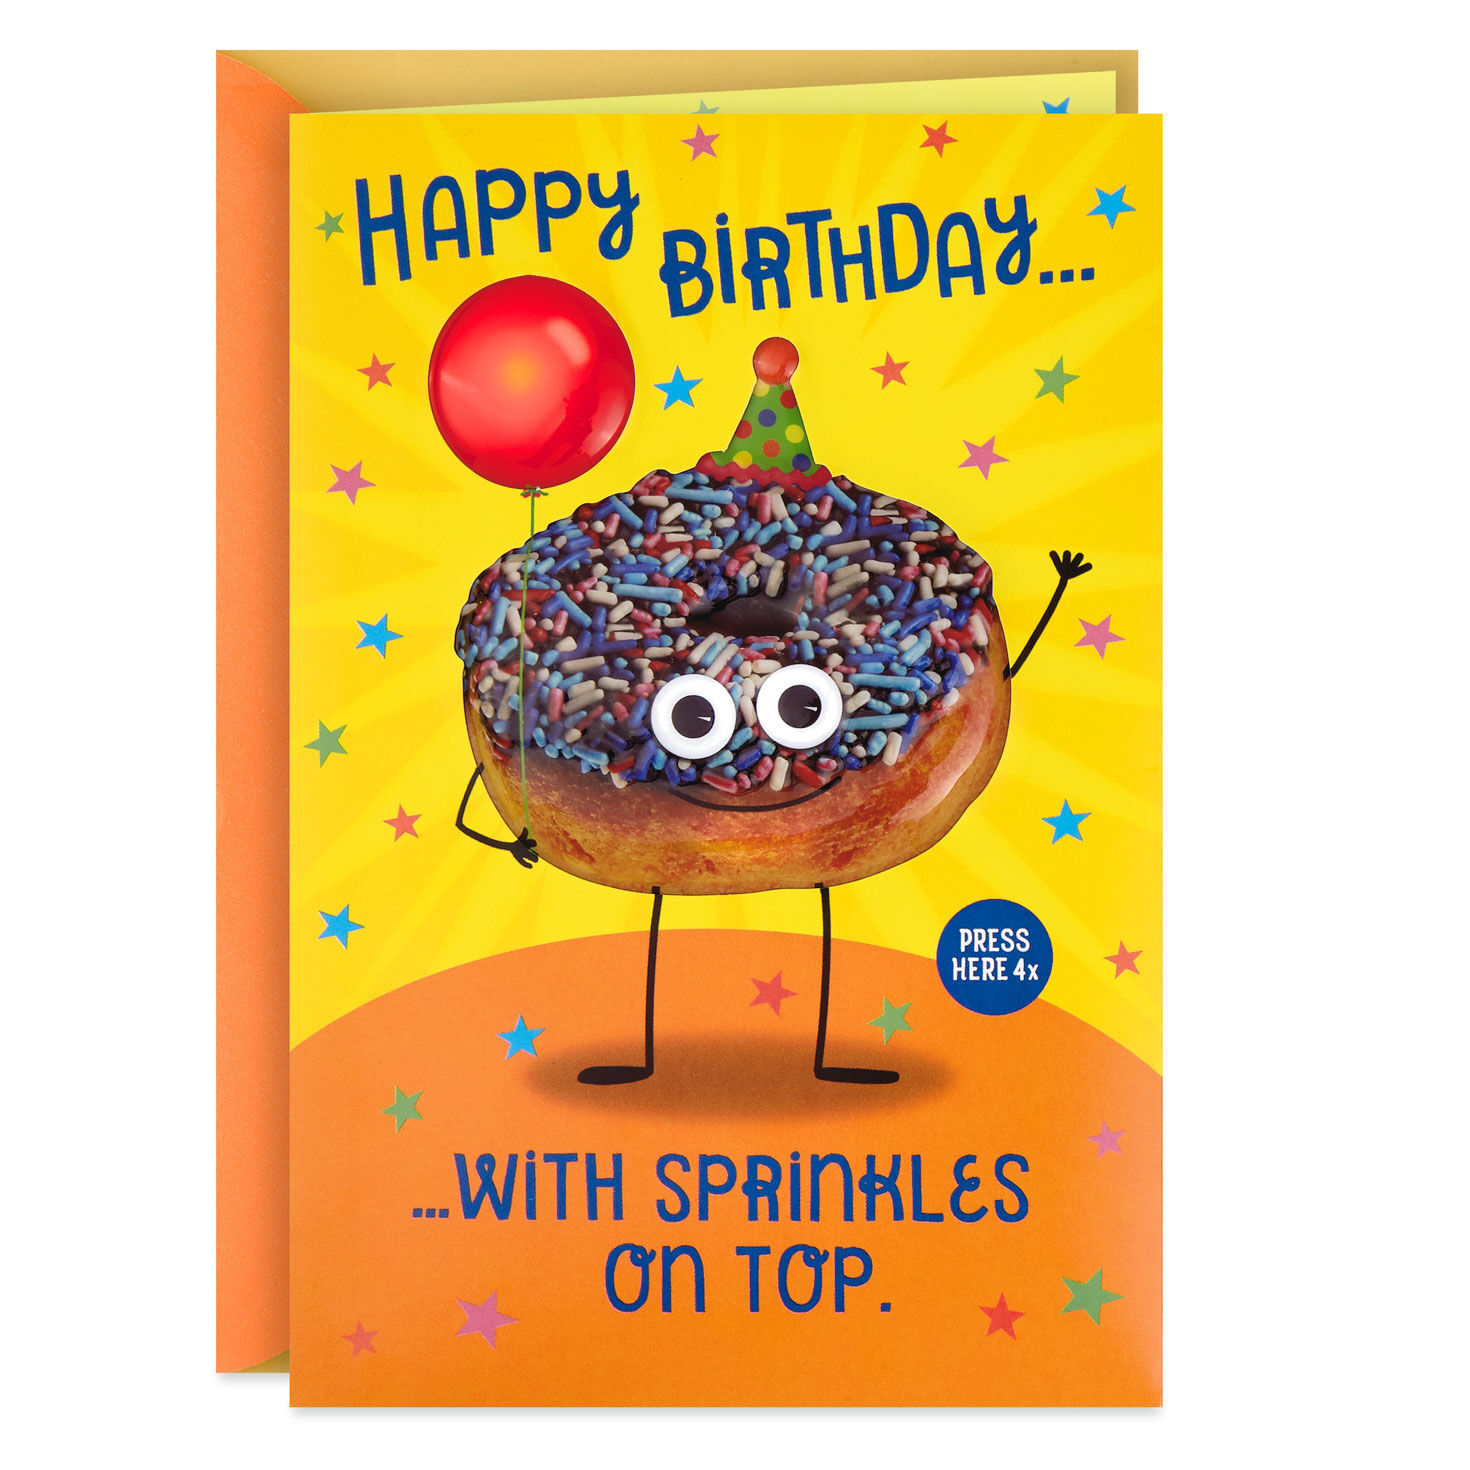 HAPPY BIRTHDAY...
PRESS
HERE 4x
...WITH SPRINKLES
ON TOP.